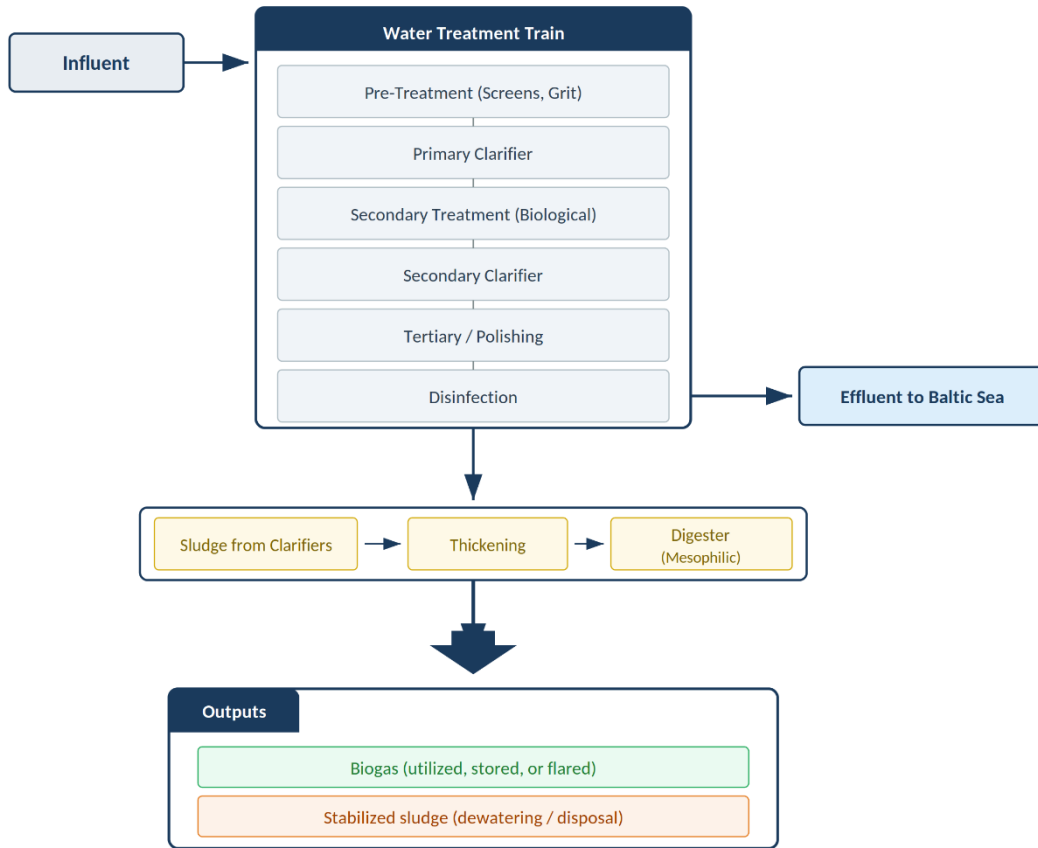 Water Treatment Train
Influent
Pre-Treatment (Screens, Grit)
Primary Clarifier
Secondary Treatment (Biological)
Secondary Clarifier
Tertiary / Polishing
Disinfection
Effluent to Baltic Sea
Sludge from Clarifiers
Thickening
Digester
(Mesophilic)
Outputs
Biogas (utilized, stored, or flared)
Stabilized sludge (dewatering / disposal)